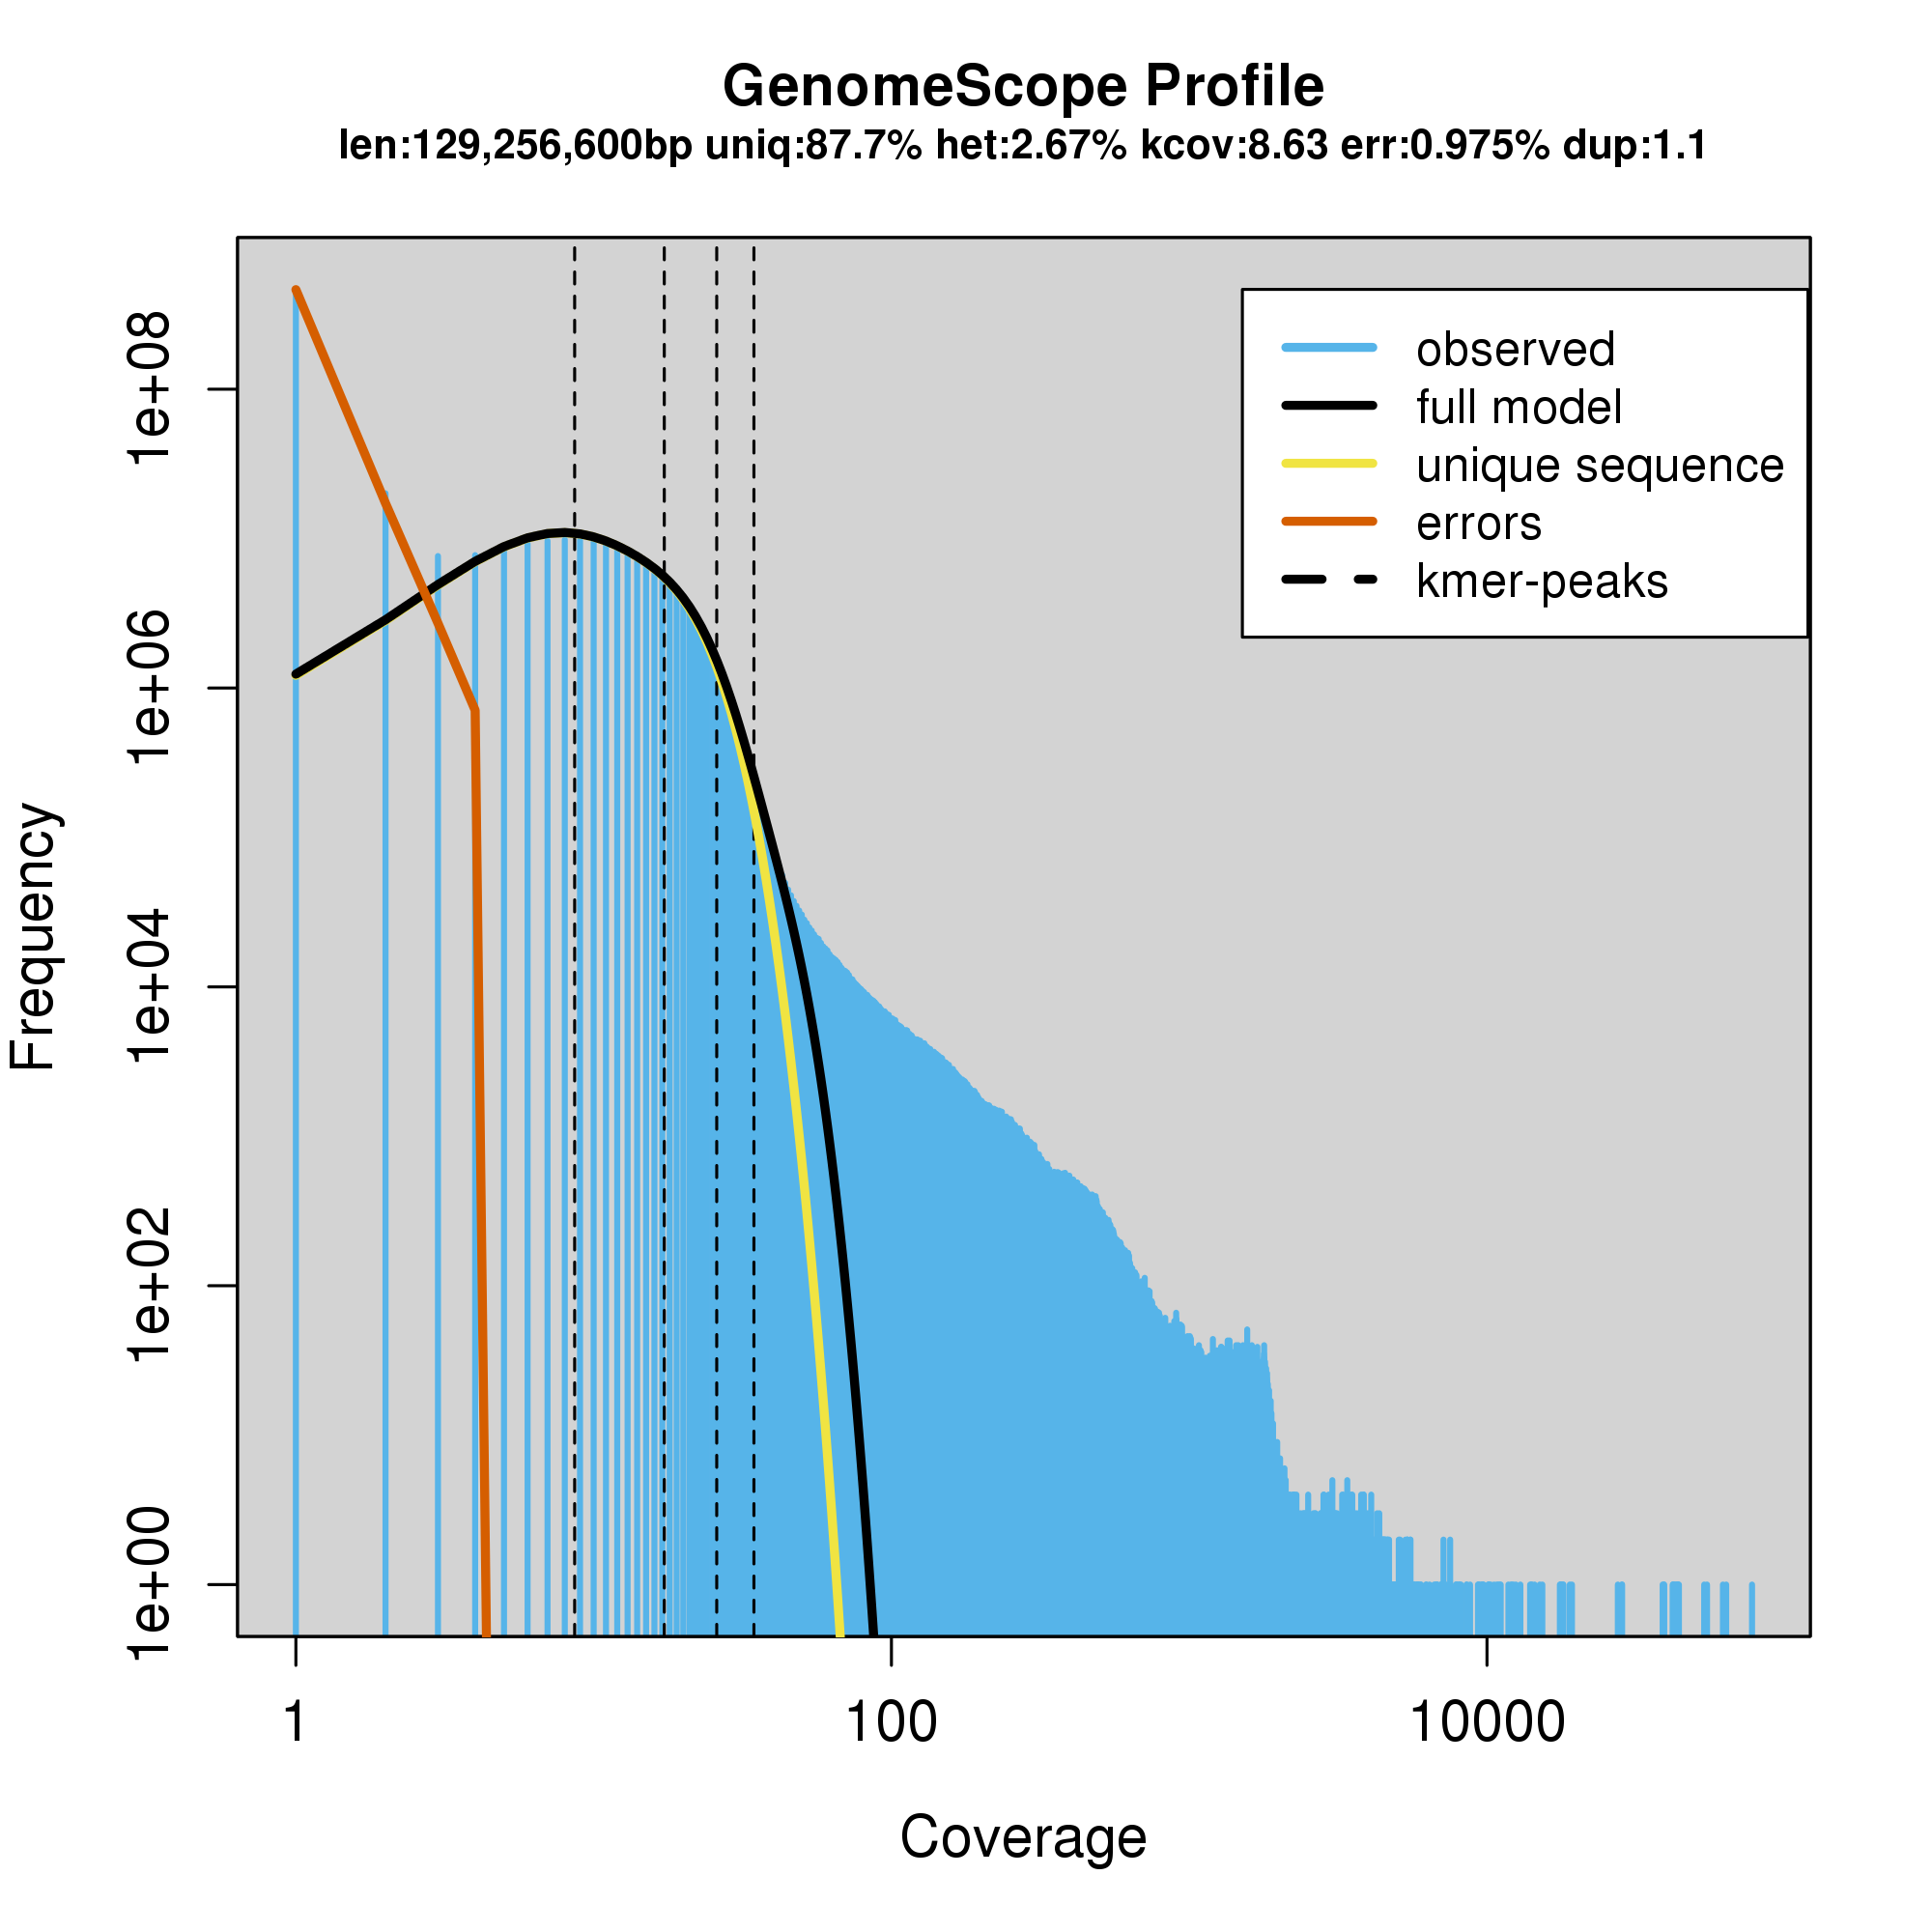 GenomeScope Profile
len:129,256,600bp uniq:87.7% het:2.67% kcov:8.63 err:0.975% dup:1.1
observed
full model
unique sequence
errors
kmer-peaks
Frequency
1e+08
1e+06
1e+04
1e+02
1e+00
1
100
10000
Coverage